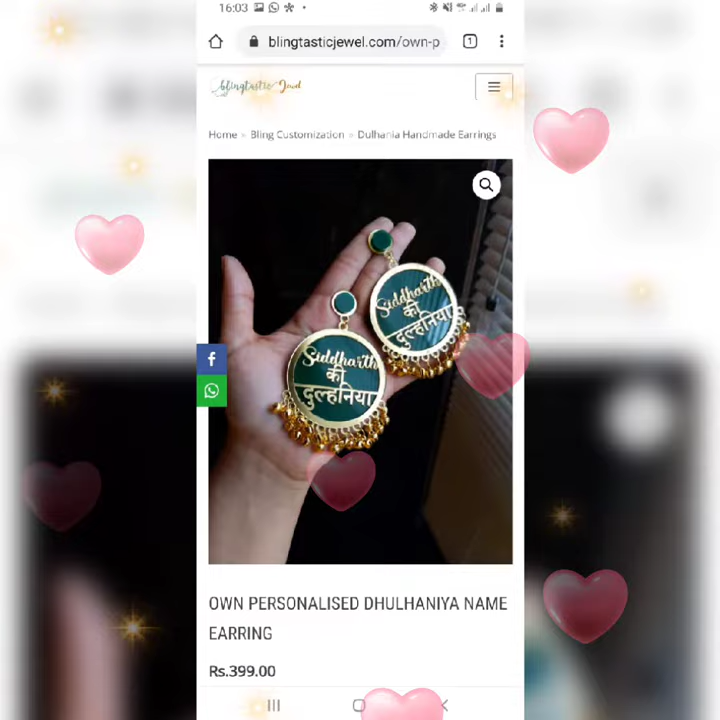 16:03
blingtasticjewel.com/own-p
1
blingtastic Jewel
Home » Bling Customization » Dulhania Handmade Earrings
Siddharth
की
दुल्हनिया
Siddharth
की
दुल्हनिया
OWN PERSONALISED DHULHANIYA NAME
EARRING
Rs.399.00